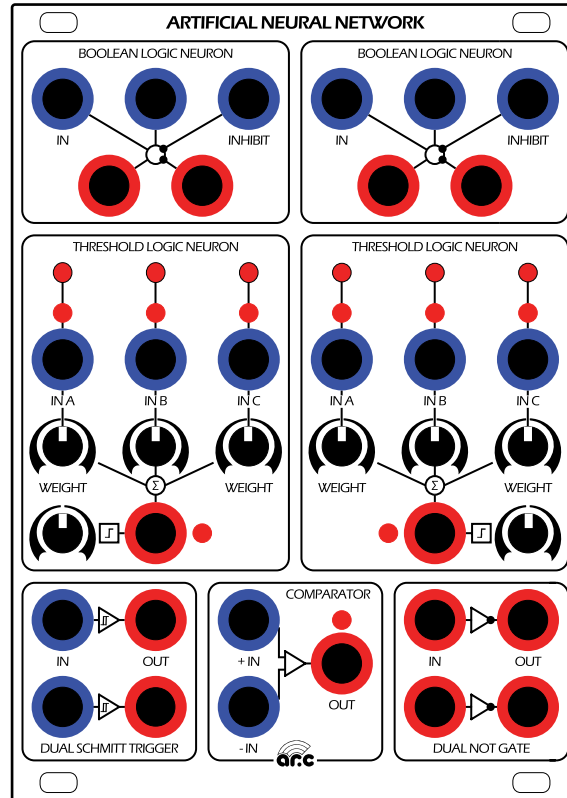 ARTIFICIAL NEURAL NETWORK
BOOLEAN LOGIC NEURON
BOOLEAN LOGIC NEURON
IN
INHIBIT
IN
INHIBIT
THRESHOLD LOGIC NEURON
THRESHOLD LOGIC NEURON
IN A
IN B
IN C
IN A
IN B
IN C
WEIGHT
Σ
WEIGHT
WEIGHT
Σ
WEIGHT
COMPARATOR
IN
OUT
+ IN
IN
OUT
OUT
- IN
DUAL SCHMITT TRIGGER
DUAL NOT GATE
ar.c